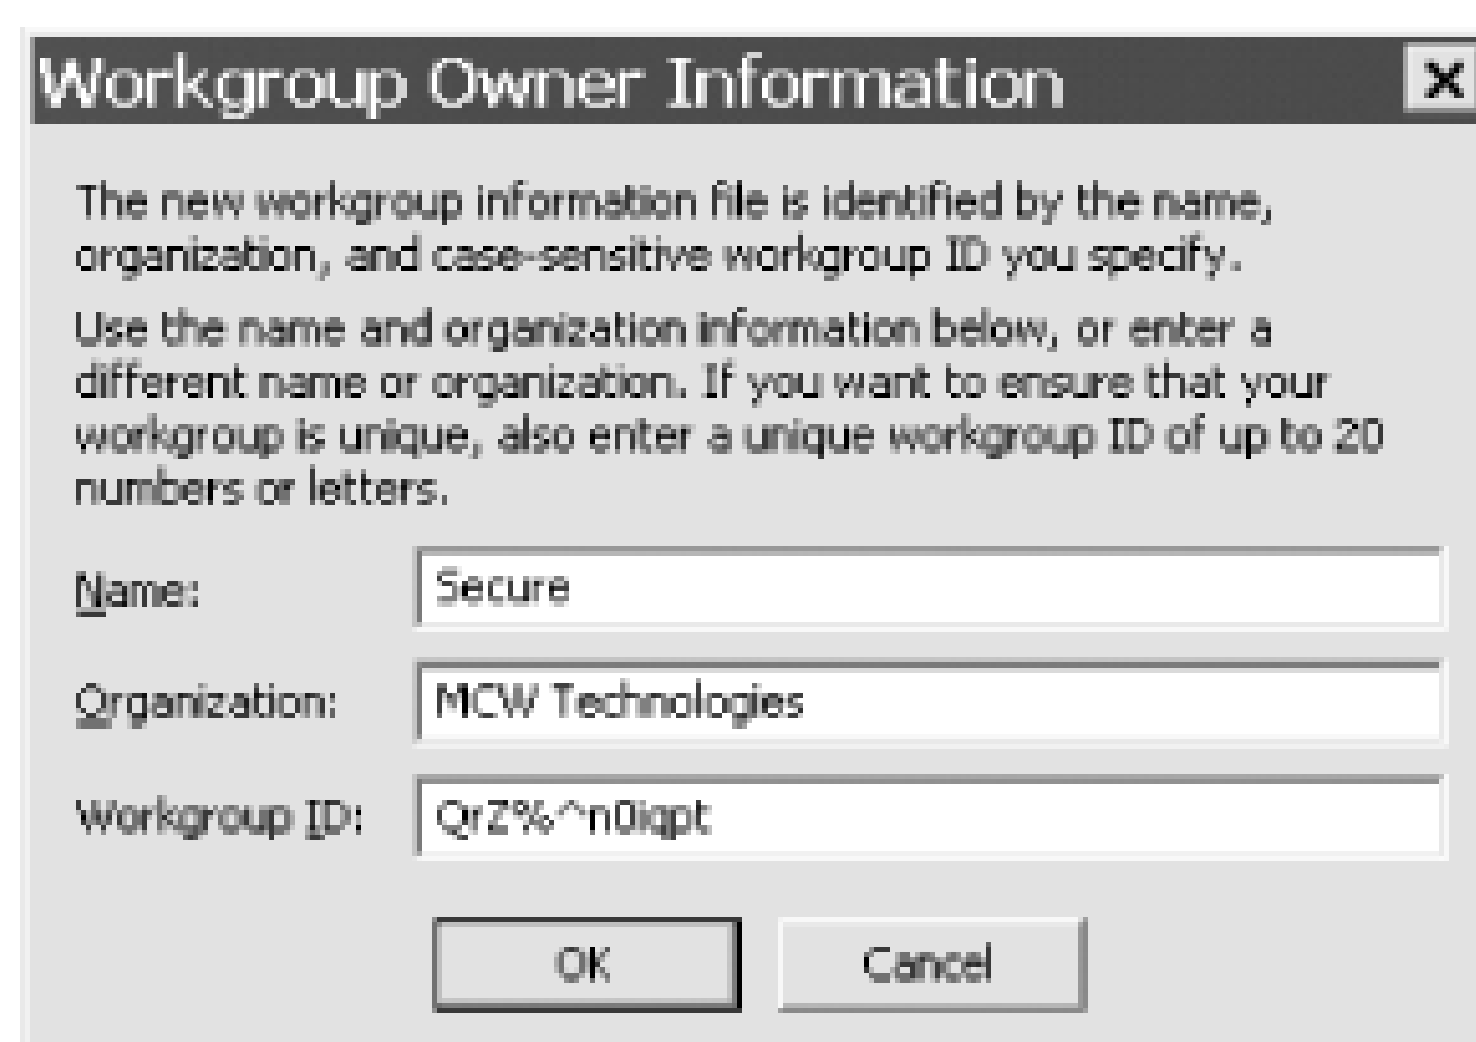 Workgroup Owner Information
The new workgroup information file is identified by the name,
organization, and case-sensitive workgroup ID you specify.
Use the name and organization information below, or enter a
different name or organization. If you want to ensure that your
workgroup is unique, also enter a unique workgroup ID of up to 20
numbers or letters.
Name: Secure
Organization: MCW Technologies
Workgroup ID: QrZ%^n0iqpt
OK Cancel